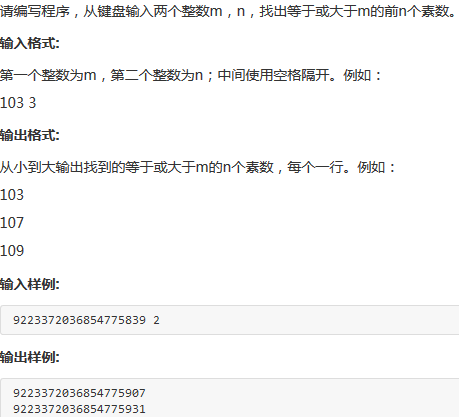 请编写程序，从键盘输入两个整数m，n，找出等于或大于m的前n个素数。
输入格式:
第一个整数为m，第二个整数为n；中间使用空格隔开。例如：
103 3
输出格式:
从小到大输出找到的等于或大于m的n个素数，每个一行。例如：
103
107
109
输入样例:
9223372036854775839 2
输出样例:
9223372036854775907
9223372036854775931